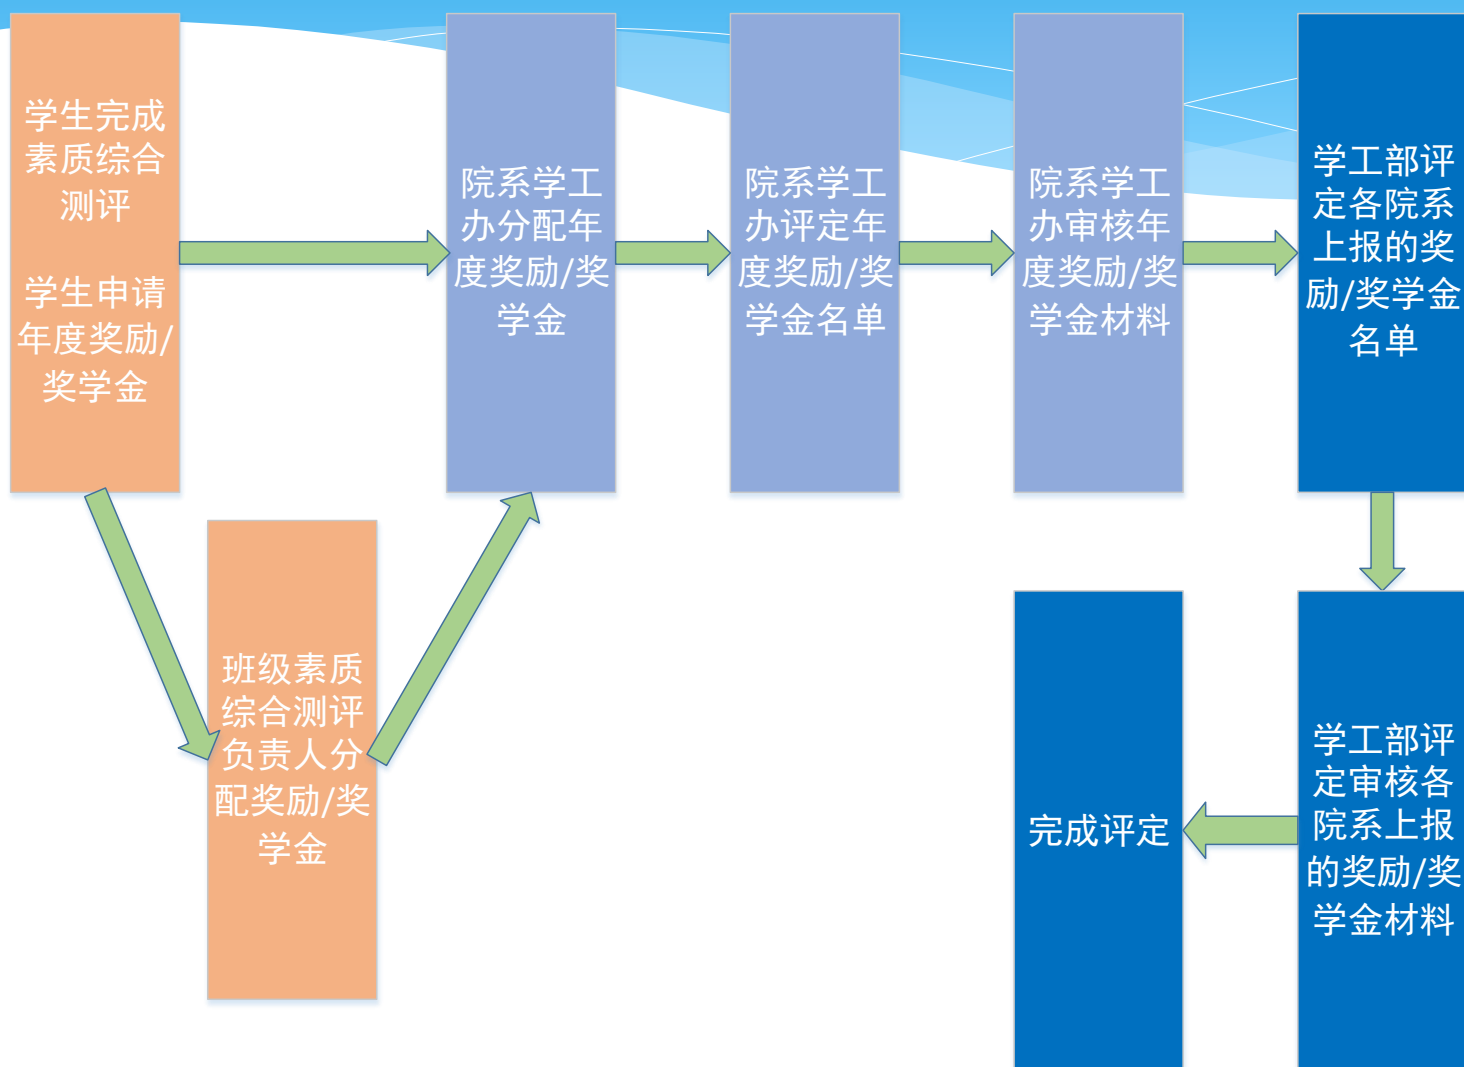 学生完成
素质综合
测评
学生申请
年度奖励/
奖学金
院系学工
办分配年
度奖励/奖
学金
院系学工
办评定年
度奖励/奖
学金名单
院系学工
办审核年
度奖励/奖
学金材料
学工部评
定各院系
上报的奖
励/奖学金
名单
班级素质
综合测评
负责人分
配奖励/奖
学金
完成评定
学工部评
定审核各
院系上报
的奖励/奖
学金材料